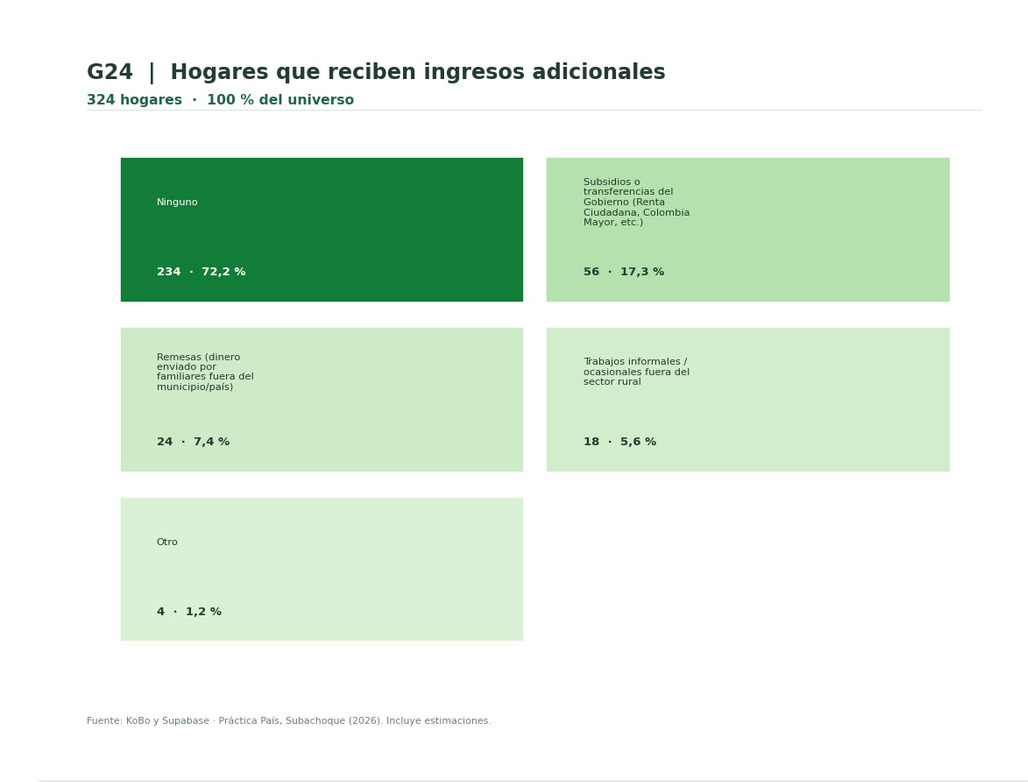 G24 | Hogares que reciben ingresos adicionales
324 hogares · 100 % del universo
Ninguno
234 · 72,2 %
Subsidios o
transferencias del
Gobierno (Renta
Ciudadana, Colombia
Mayor, etc.)
56 · 17,3 %
Remesas (dinero
enviado por
familiares fuera del
municipio/país)
24 · 7,4 %
Trabajos informales /
ocasionales fuera del
sector rural
18 · 5,6 %
Otro
4 · 1,2 %
Fuente: KoBo y Supabase · Práctica País, Subachoque (2026). Incluye estimaciones.